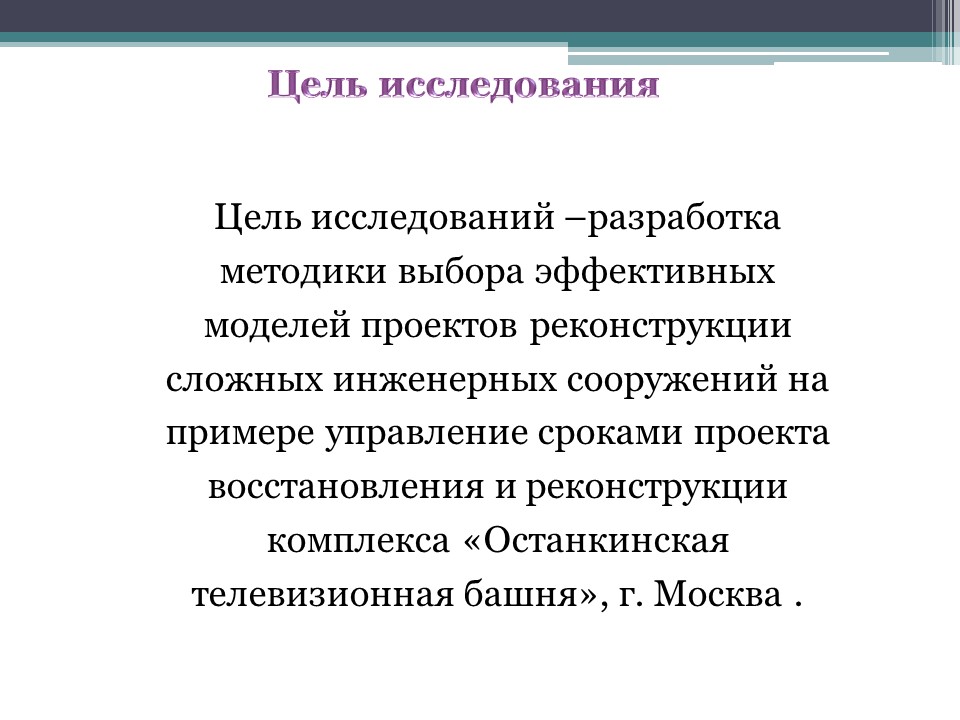 Цель исследования
Цель исследований –разработка
методики выбора эффективных
моделей проектов реконструкции
сложных инженерных сооружений на
примере управление сроками проекта
восстановления и реконструкции
комплекса «Останкинская
телевизионная башня», г. Москва .